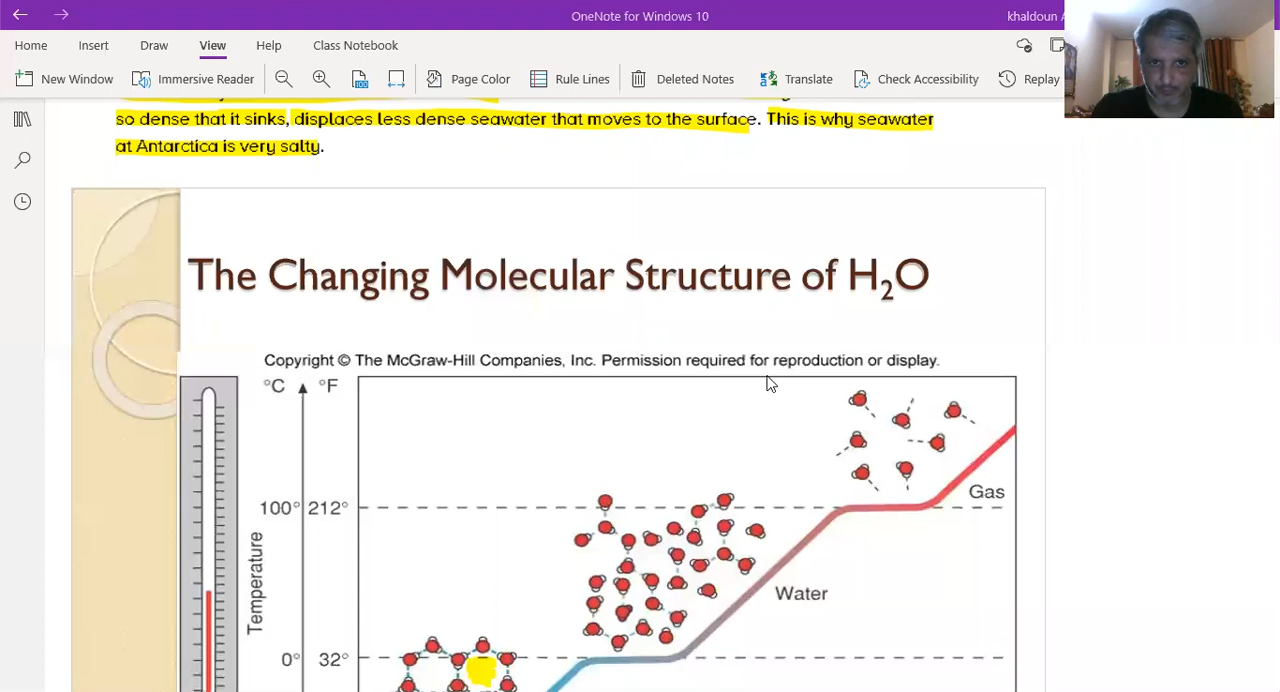 OneNote for Windows 10
khaldoun
Home Insert Draw View Help Class Notebook
New Window Immersive Reader Page Color Rule Lines Deleted Notes Translate Check Accessibility Replay
so dense that it sinks, displaces less dense seawater that moves to the surface. This is why seawater
at Antarctica is very salty.
The Changing Molecular Structure of H₂O
Copyright © The McGraw-Hill Companies, Inc. Permission required for reproduction or display.
°C °F
Gas
100° 212°
Temperature
Water
0° 32°